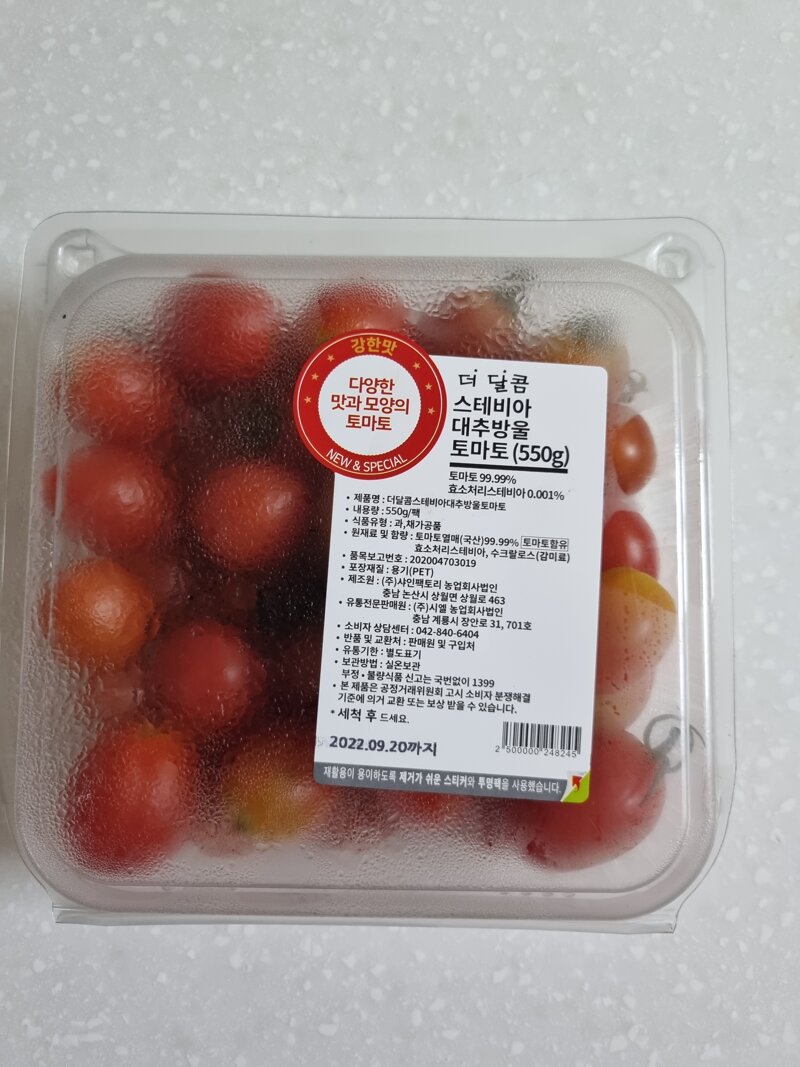 강한맛
다양한
맛과 모양의
토마토
NEW & SPECIAL
더 달콤
스테비아
대추방울
토마토 (550g)
토마토 99.99%
효소처리스테비아 0.001%
• 제품명 : 더달콤스테비아대추방울토마토
• 내용량 : 550g/팩
• 식품유형 : 과,채가공품
• 원재료 및 함량 : 토마토열매(국산)99.99% 토마토함유
효소처리스테비아, 수크랄로스(감미료)
• 품목보고번호 : 202004703019
• 포장재질 : 용기(PET)
• 제조원 : (주)샤인팩토리 농업회사법인
충남 논산시 상월면 상월로 463
• 유통전문판매원 : (주)시엘 농업회사법인
충남 계룡시 장안로 31, 701호
• 소비자 상담센터 : 042-840-6404
• 반품 및 교환처 : 판매원 및 구입처
• 유통기한 : 별도표기
• 보관방법 : 실온보관
부정 • 불량식품 신고는 국번없이 1399
• 본 제품은 공정거래위원회 고시 소비자 분쟁해결
기준에 의거 교환 또는 보상 받을 수 있습니다.
* 세척 후 드세요.
2022.09.20까지
2 500000 248245
재활용이 용이하도록 제거가 쉬운 스티커와 투명팩을 사용했습니다.